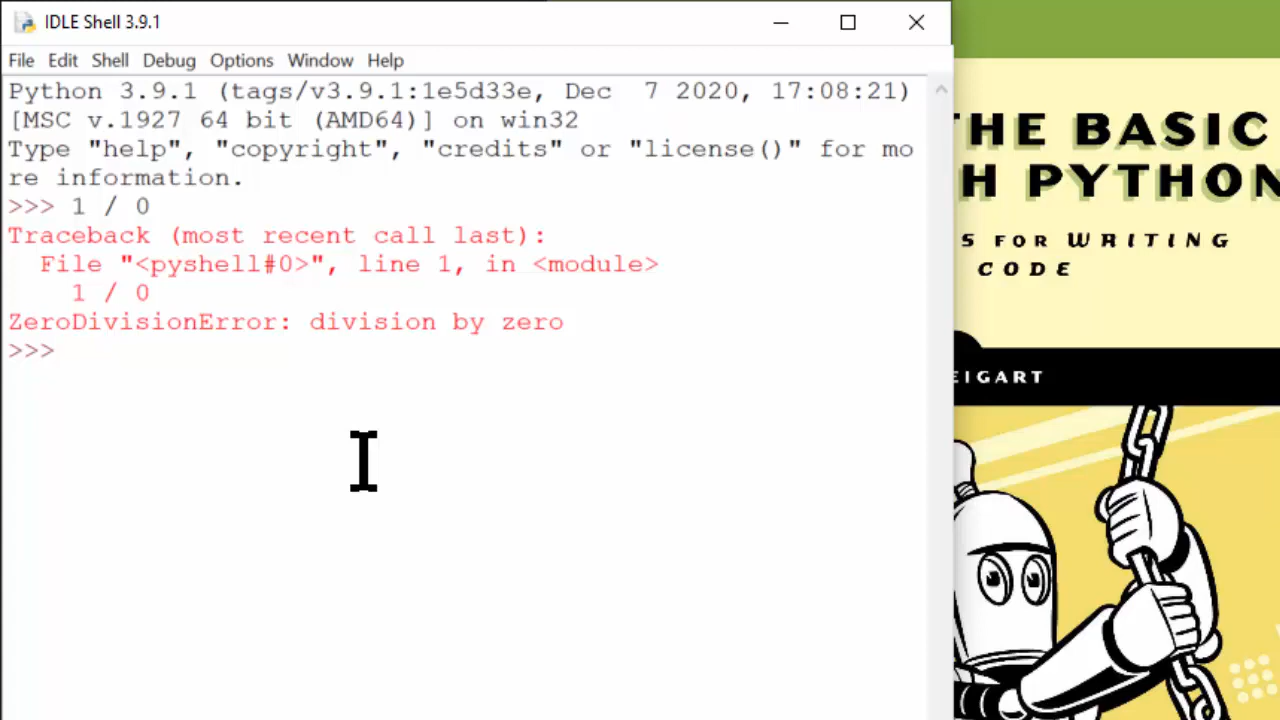 IDLE Shell 3.9.1
File Edit Shell Debug Options Window Help
Python 3.9.1 (tags/v3.9.1:1e5d33e, Dec  7 2020, 17:08:21)
[MSC v.1927 64 bit (AMD64)] on win32
Type "help", "copyright", "credits" or "license()" for mo
re information.
>>> 1 / 0
Traceback (most recent call last):
  File "<pyshell#0>", line 1, in <module>
    1 / 0
ZeroDivisionError: division by zero
>>>
THE BASIC
H PYTHON
S FOR WRITING
CODE
EIGART